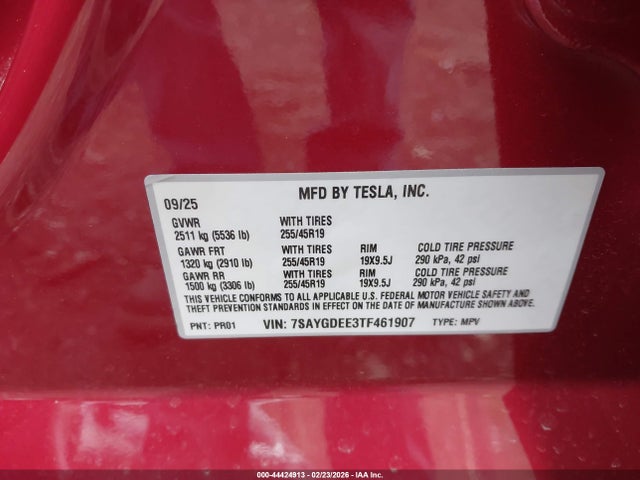 MFD BY TESLA, INC.
09/25
GVWR WITH TIRES
2511 kg (5536 lb) 255/45R19
GAWR FRT WITH TIRES RIM COLD TIRE PRESSURE
1320 kg (2910 lb) 255/45R19 19X9.5J 290 kPa, 42 psi
GAWR RR WITH TIRES RIM COLD TIRE PRESSURE
1500 kg (3306 lb) 255/45R19 19X9.5J 290 kPa, 42 psi
THIS VEHICLE CONFORMS TO ALL APPLICABLE U.S. FEDERAL MOTOR VEHICLE SAFETY AND
THEFT PREVENTION STANDARDS IN EFFECT ON THE DATE OF MANUFACTURE SHOWN ABOVE.
PNT: PR01 VIN: 7SAYGDEE3TF461907 TYPE: MPV
000-44424913 - 02/23/2026 - IAA Inc.